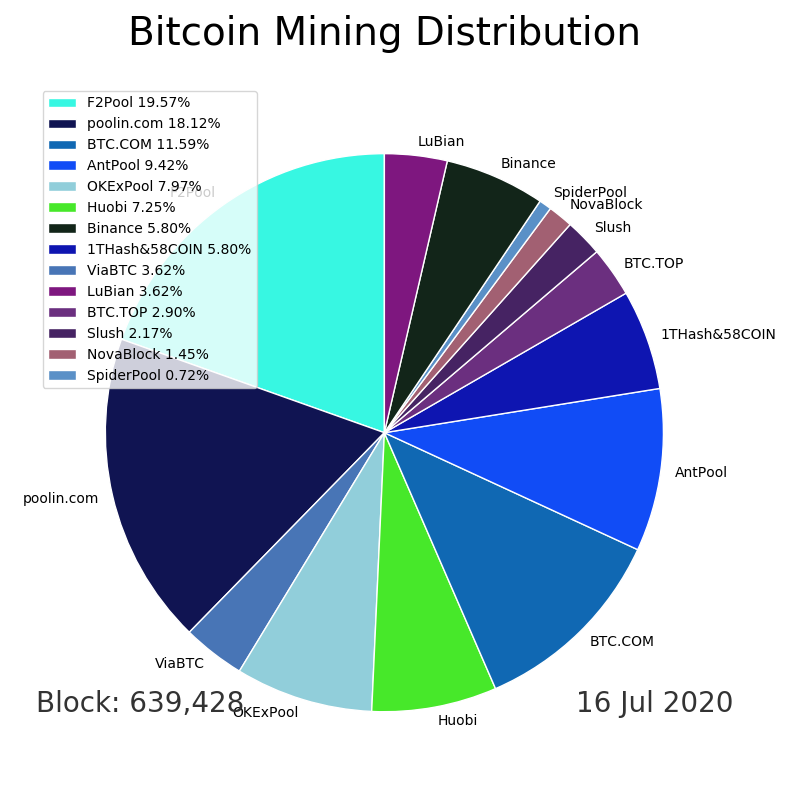 Bitcoin Mining Distribution
F2Pool 19.57%
poolin.com 18.12%
BTC.COM 11.59%
AntPool 9.42%
OKExPool 7.97%
Huobi 7.25%
Binance 5.80%
1THash&58COIN 5.80%
ViaBTC 3.62%
LuBian 3.62%
BTC.TOP 2.90%
Slush 2.17%
NovaBlock 1.45%
SpiderPool 0.72%
LuBian
Binance
SpiderPool
F2Pool
NovaBlock
Slush
BTC.TOP
1THash&58COIN
AntPool
poolin.com
BTC.COM
ViaBTC
OKExPool
Huobi
Block: 639,428
16 Jul 2020